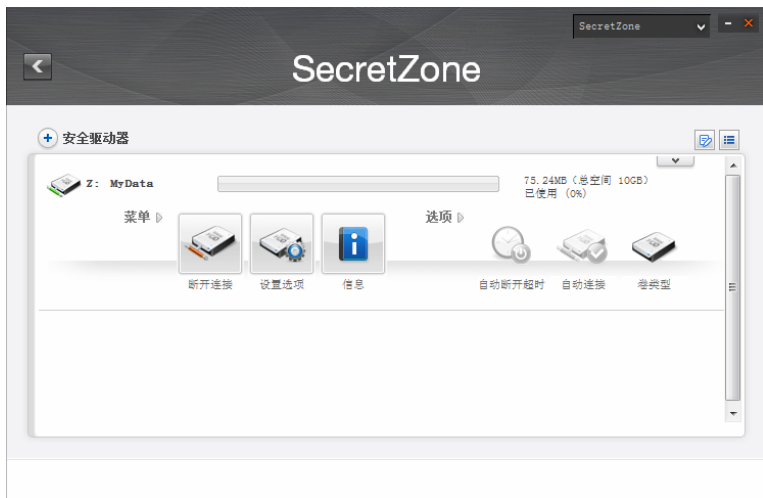 SecretZone
SecretZone
安全驱动器
Z: MyData
75.24MB（总空间 10GB）
已使用（0%）
菜单
选项
断开连接
设置选项
信息
自动断开超时
自动连接
卷类型